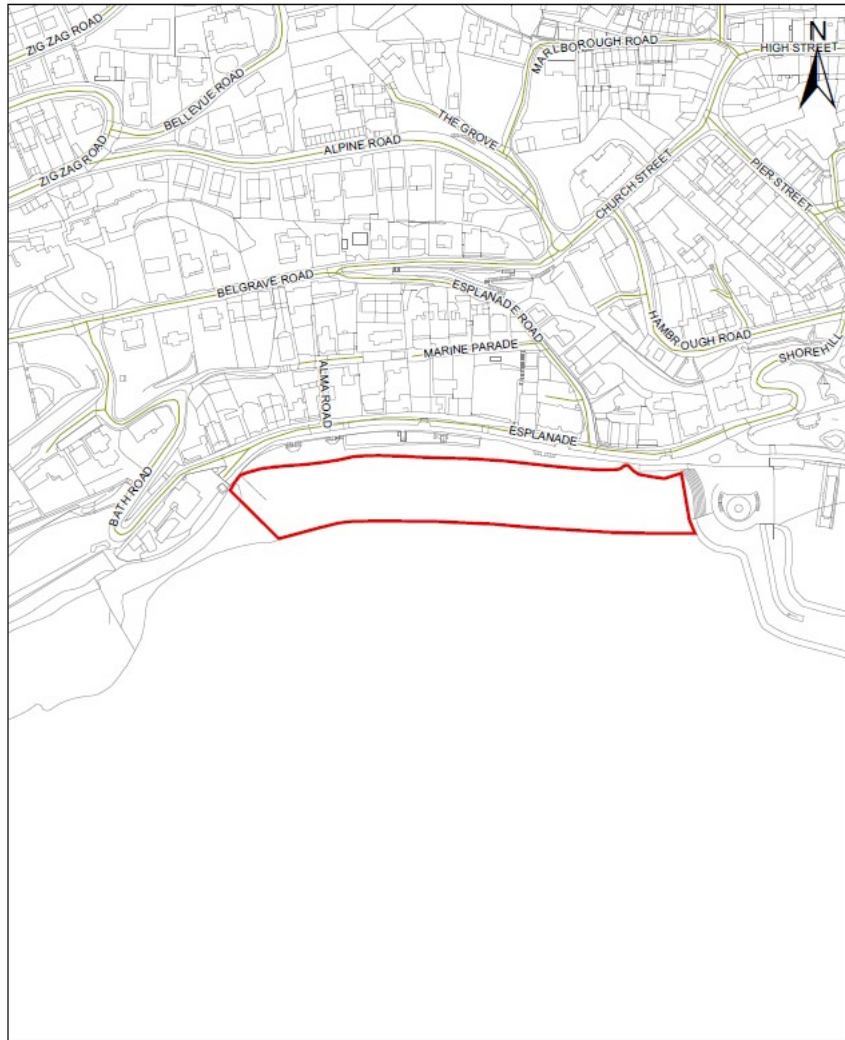 ZIG ZAG ROAD
MARLBOROUGH ROAD
N
HIGH STREET
BELLEVUE ROAD
THE GROVE
ALPINE ROAD
ZIG ZAG ROAD
CHURCH STREET
PIER STREET
BELGRAVE ROAD
ESPLANADE ROAD
HAMBROUGH ROAD
SHOREHILL
MARINE PARADE
ALMA ROAD
ESPLANADE
BATH ROAD